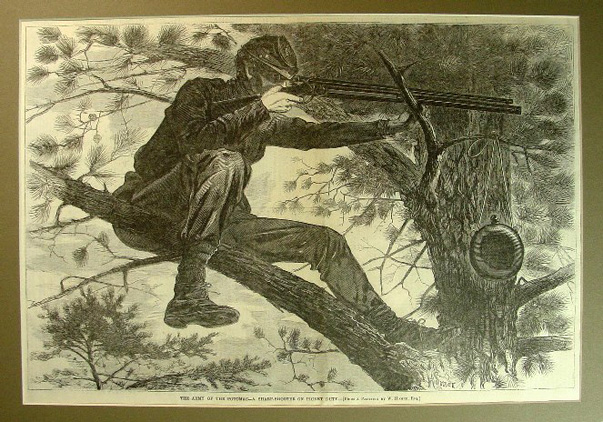 THE ARMY OF THE POTOMAC—A SHARP-SHOOTER ON PICKET DUTY.—[From a Painting by W. Homer, Esq.]